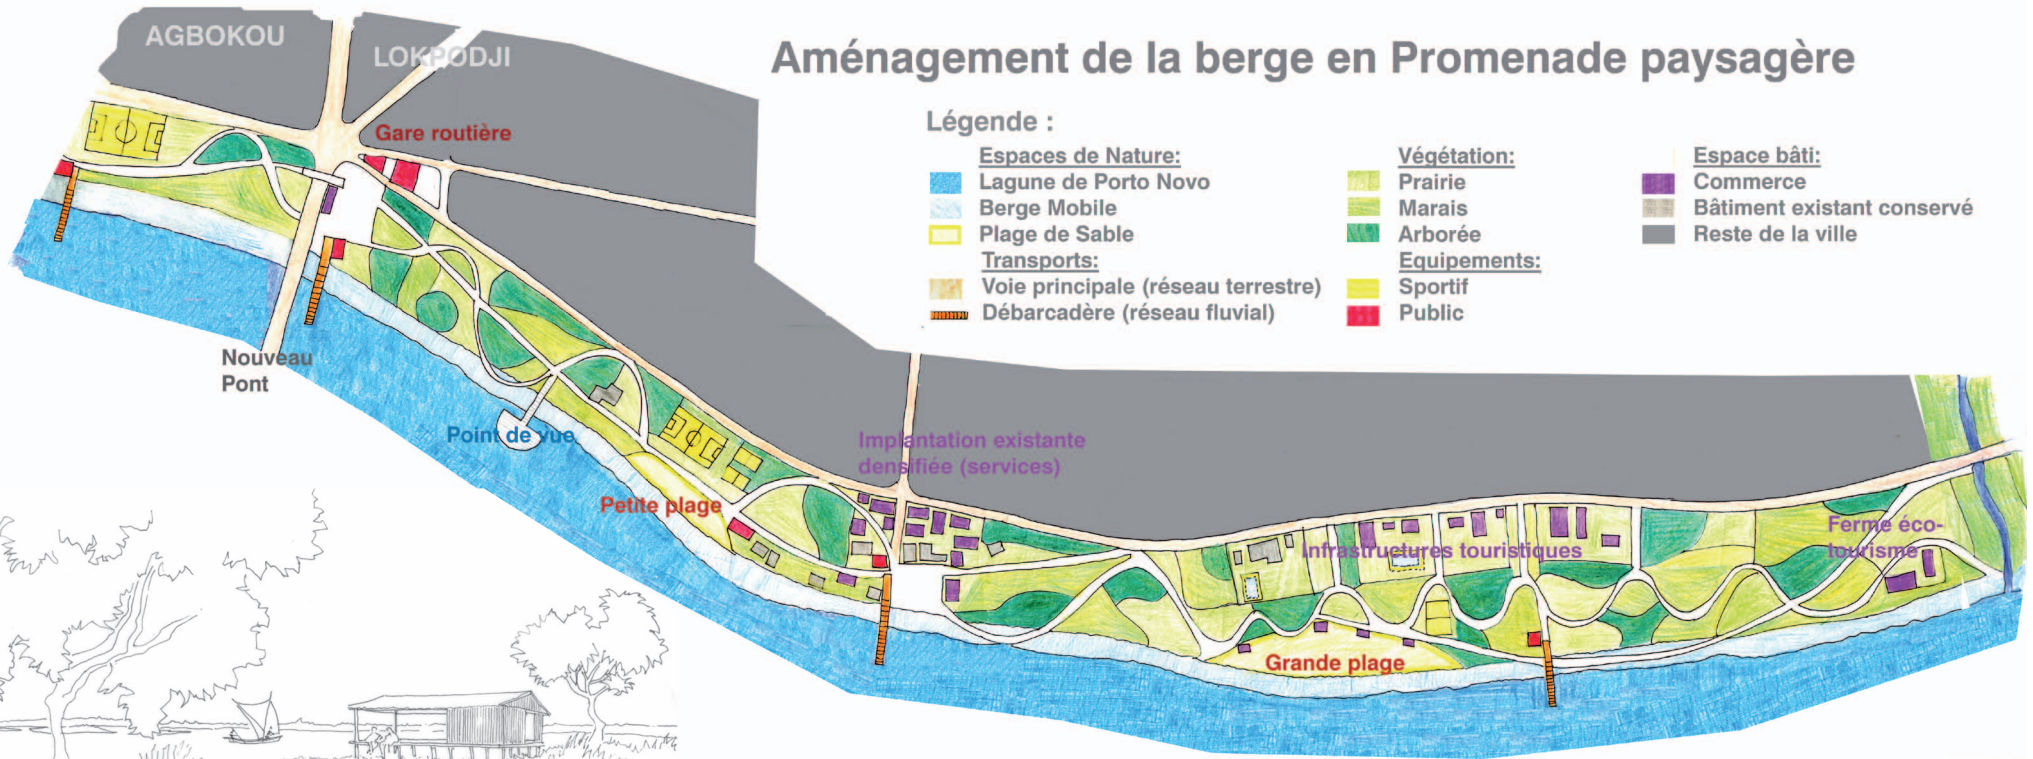 AGBOKOU
LOKPODJI
Aménagement de la berge en Promenade paysagère
Légende :
Espaces de Nature:
Lagune de Porto Novo
Berge Mobile
Plage de Sable
Transports:
Voie principale (réseau terrestre)
Débarcadère (réseau fluvial)
Végétation:
Prairie
Marais
Arborée
Equipements:
Sportif
Public
Espace bâti:
Commerce
Bâtiment existant conservé
Reste de la ville
Gare routière
Nouveau
Pont
Point de vue
Petite plage
Implantation existante
densifiée (services)
Infrastructures touristiques
Grande plage
Ferme éco-
tourisme